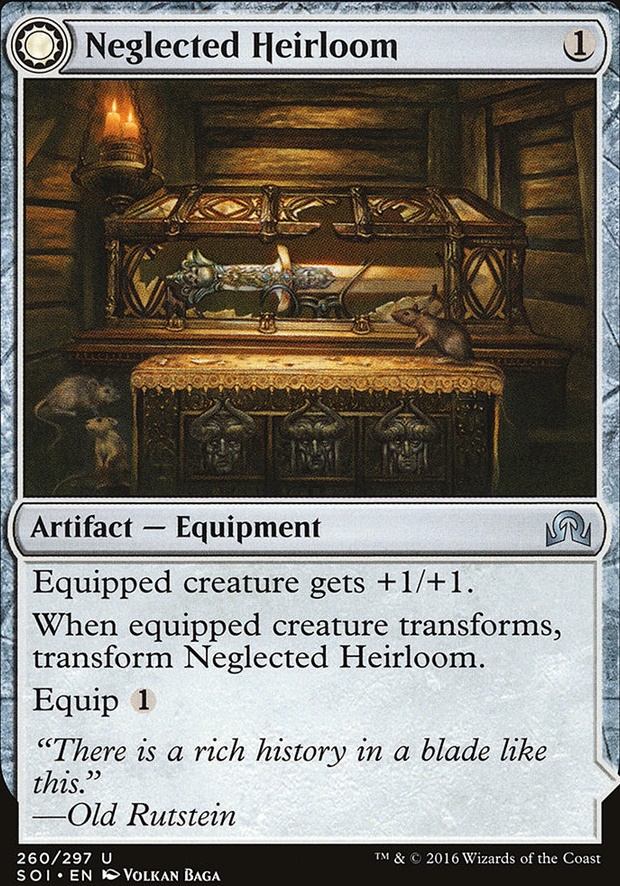 Neglected Heirloom 1
Artifact — Equipment
Equipped creature gets +1/+1.
When equipped creature transforms,
transform Neglected Heirloom.
Equip 1
“There is a rich history in a blade like
this.”
—Old Rutstein
260/297 U
SOI • EN Volkan Baga
™ & © 2016 Wizards of the Coast